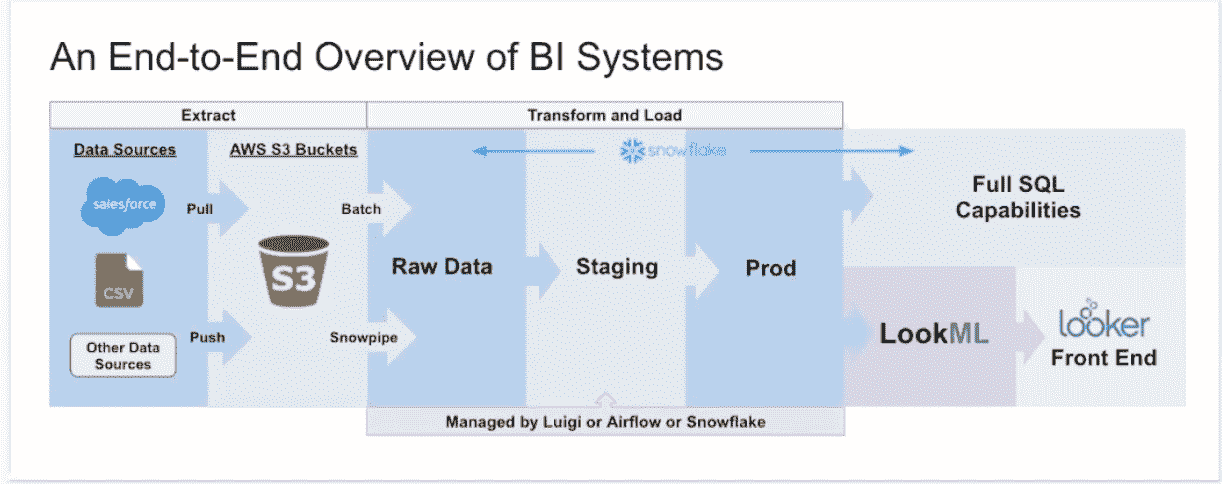 An End-to-End Overview of BI Systems
Extract
Transform and Load
Data Sources
AWS S3 Buckets
snowflake
salesforce
Pull
Batch
Full SQL
Capabilities
CSV
S3
Raw Data
Staging
Prod
Other Data
Sources
Push
Snowpipe
LookML
looker
Front End
Managed by Luigi or Airflow or Snowflake